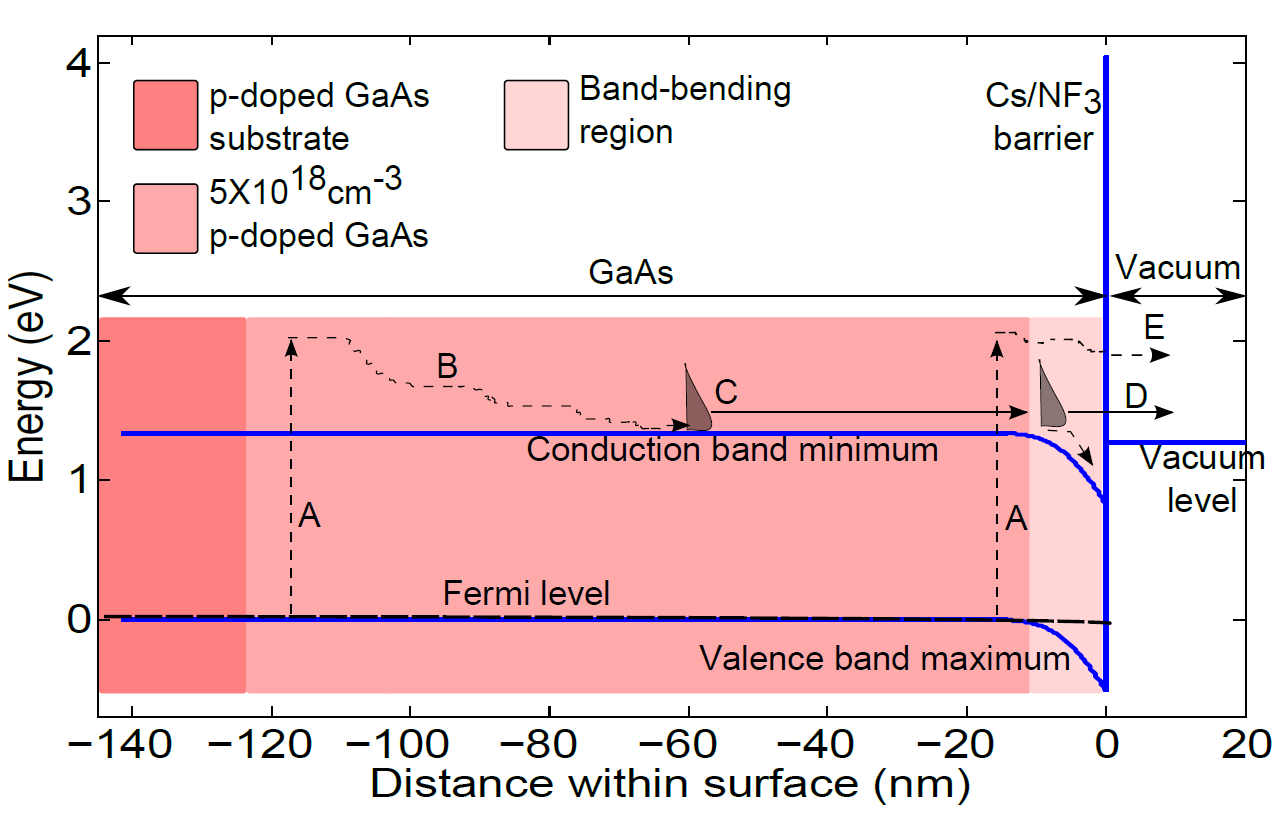 4
3
2
1
0
Energy (eV)
p-doped GaAs
substrate
5X10^18cm^-3
p-doped GaAs
Band-bending
region
Cs/NF3
barrier
GaAs
Vacuum
A
B
C
A
E
D
Conduction band minimum
Vacuum
level
Fermi level
Valence band maximum
−140 −120 −100 −80 −60 −40 −20 0 20
Distance within surface (nm)